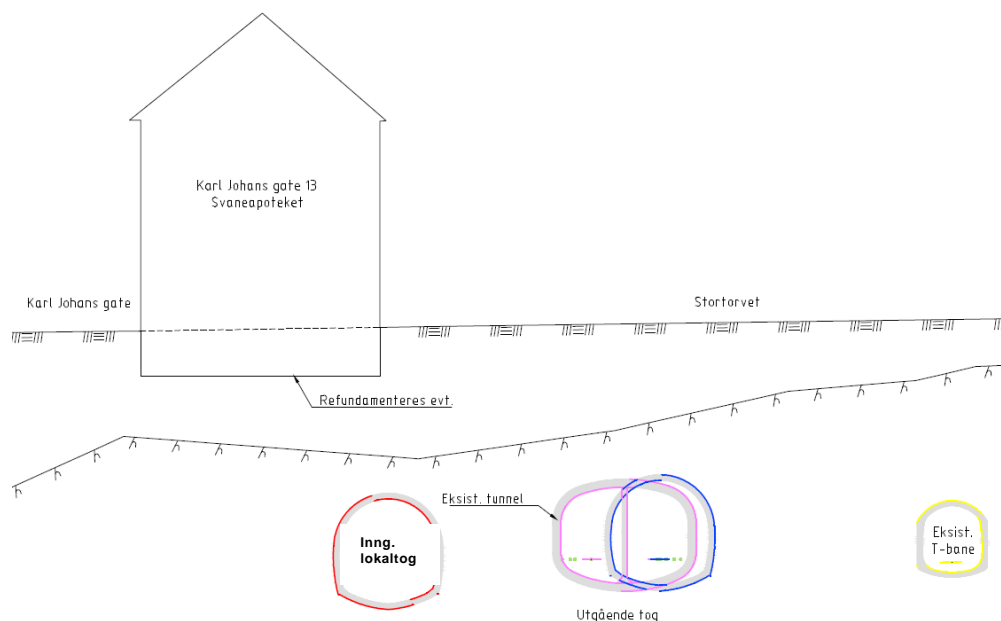 Karl Johans gate 13
Svaneapoteket
Karl Johans gate
Stortorvet
Refundamenteres evt.
Eksist. tunnel
Inng.
lokaltog
Eksist.
T-bane
Utgående tog